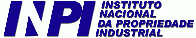 INPI
INSTITUTO
NACIONAL
DA PROPRIEDADE
INDUSTRIAL